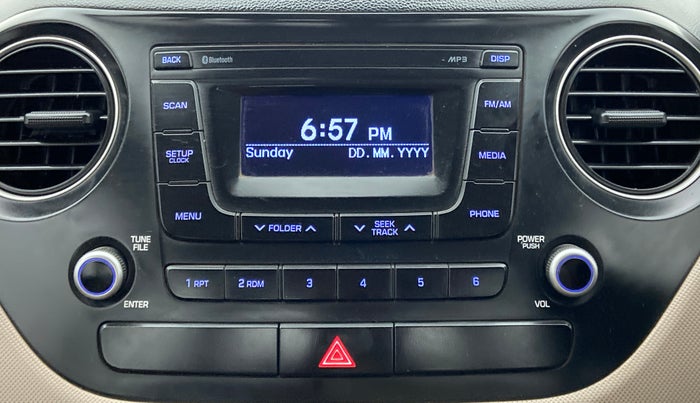 BACK Bluetooth MP3 DISP
SCAN FM/AM
6:57 PM
Sunday DD.MM.YYYY
SETUP
CLOCK
MEDIA
MENU FOLDER SEEK
TRACK
PHONE
TUNE
FILE
POWER
PUSH
1 RPT 2 RDM 3 4 5 6
ENTER VOL